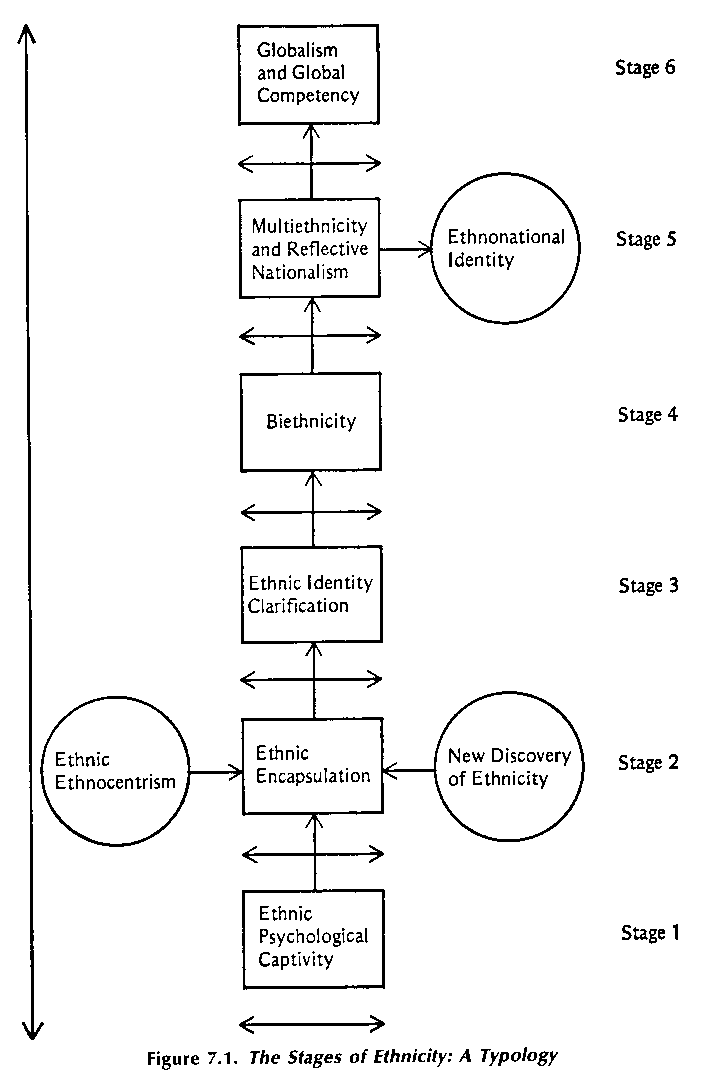 Globalism
and Global
Competency
Stage 6
Multiethnicity
and Reflective
Nationalism
Ethnonational
Identity
Stage 5
Biethnicity
Stage 4
Ethnic Identity
Clarification
Stage 3
Ethnic
Ethnocentrism
Ethnic
Encapsulation
New Discovery
of Ethnicity
Stage 2
Ethnic
Psychological
Captivity
Stage 1
Figure 7.1. The Stages of Ethnicity: A Typology